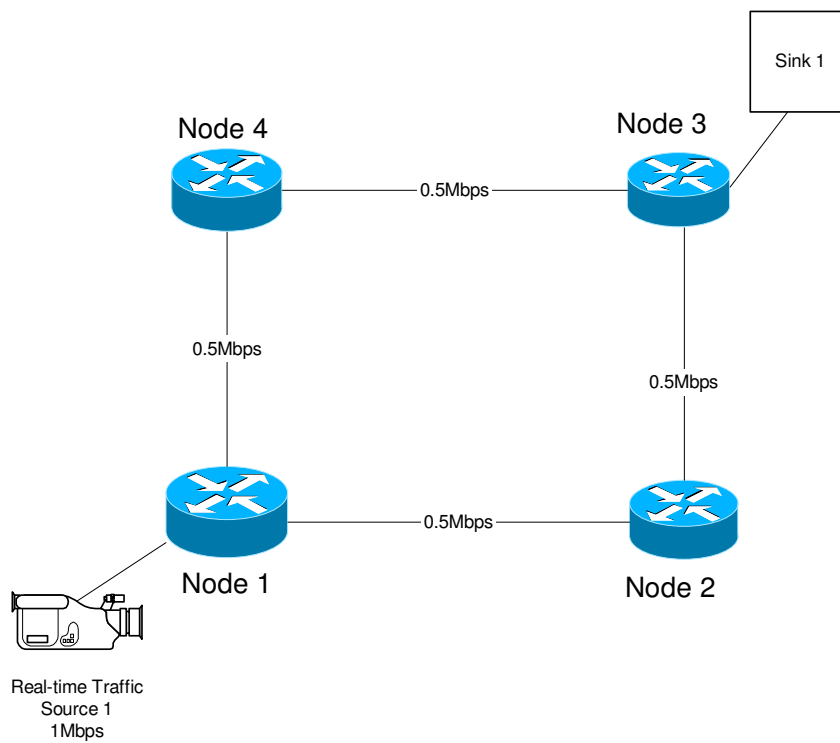 Sink 1
Node 4
Node 3
0.5Mbps
0.5Mbps
0.5Mbps
0.5Mbps
Node 1
Node 2
Real-time Traffic
Source 1
1Mbps